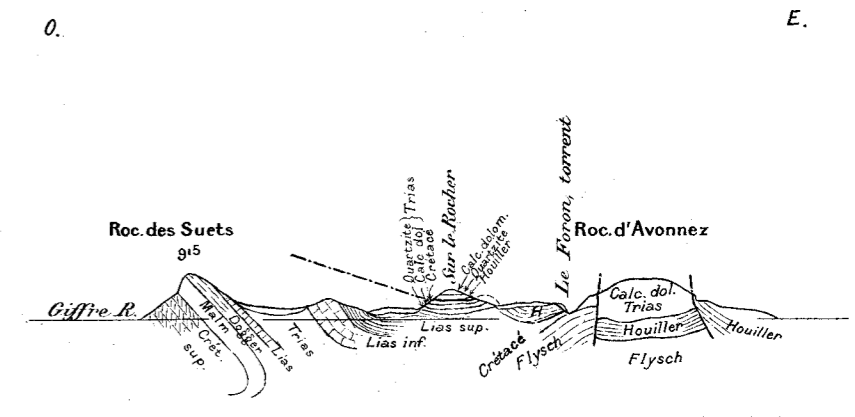 O.
E.
Roc. des Suets
915
Giffre R.
Crét.
sup.
Malm
Dogger
Lias
Trias
Lias inf.
Quartzite
Calc dol
Trias
Crétacé
Sur le Rocher
Calc. dolom.
Quartzite
Houiller
Lias sup.
H
Le Foron, torrent
Crétacé
Flysch
Roc. d'Avonnez
Calc. dol.
Trias
Houiller
Flysch
Houiller